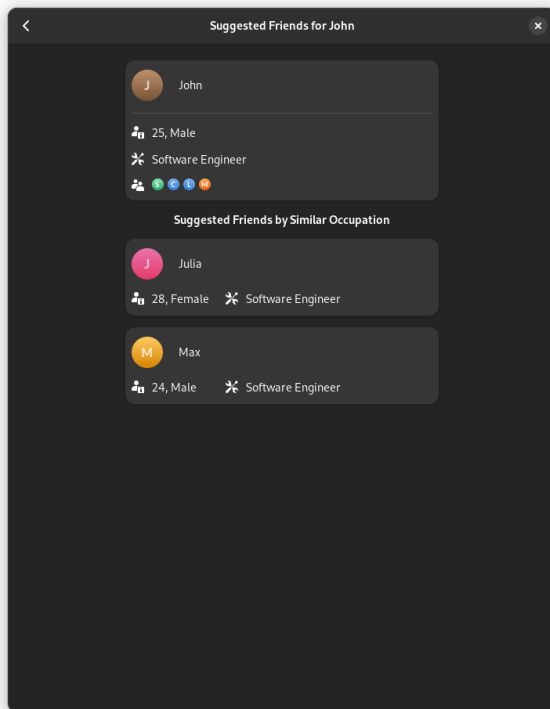 Suggested Friends for John
J John
25, Male
Software Engineer
S C L M
Suggested Friends by Similar Occupation
J Julia
28, Female Software Engineer
M Max
24, Male Software Engineer